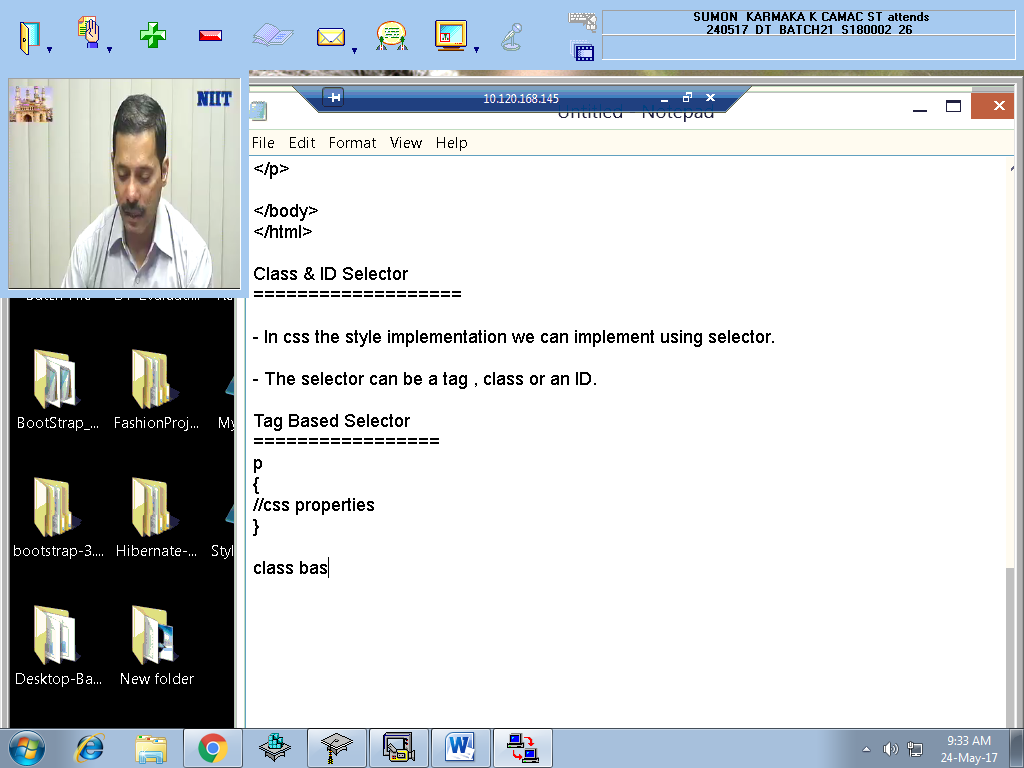 SUMON KARMAKA K CAMAC ST attends
240517 DT BATCH21 S180002 26
NIIT
10.120.168.145
Untitled - Notepad
File Edit Format View Help
</p>
</body>
</html>
Class & ID Selector
===================
- In css the style implementation we can implement using selector.
- The selector can be a tag , class or an ID.
Tag Based Selector
=================
p
{
//css properties
}
class bas
BootStrap_...
FashionProj...
My
bootstrap-3....
Hibernate-...
Styl
Desktop-Ba...
New folder
9:33 AM
24-May-17